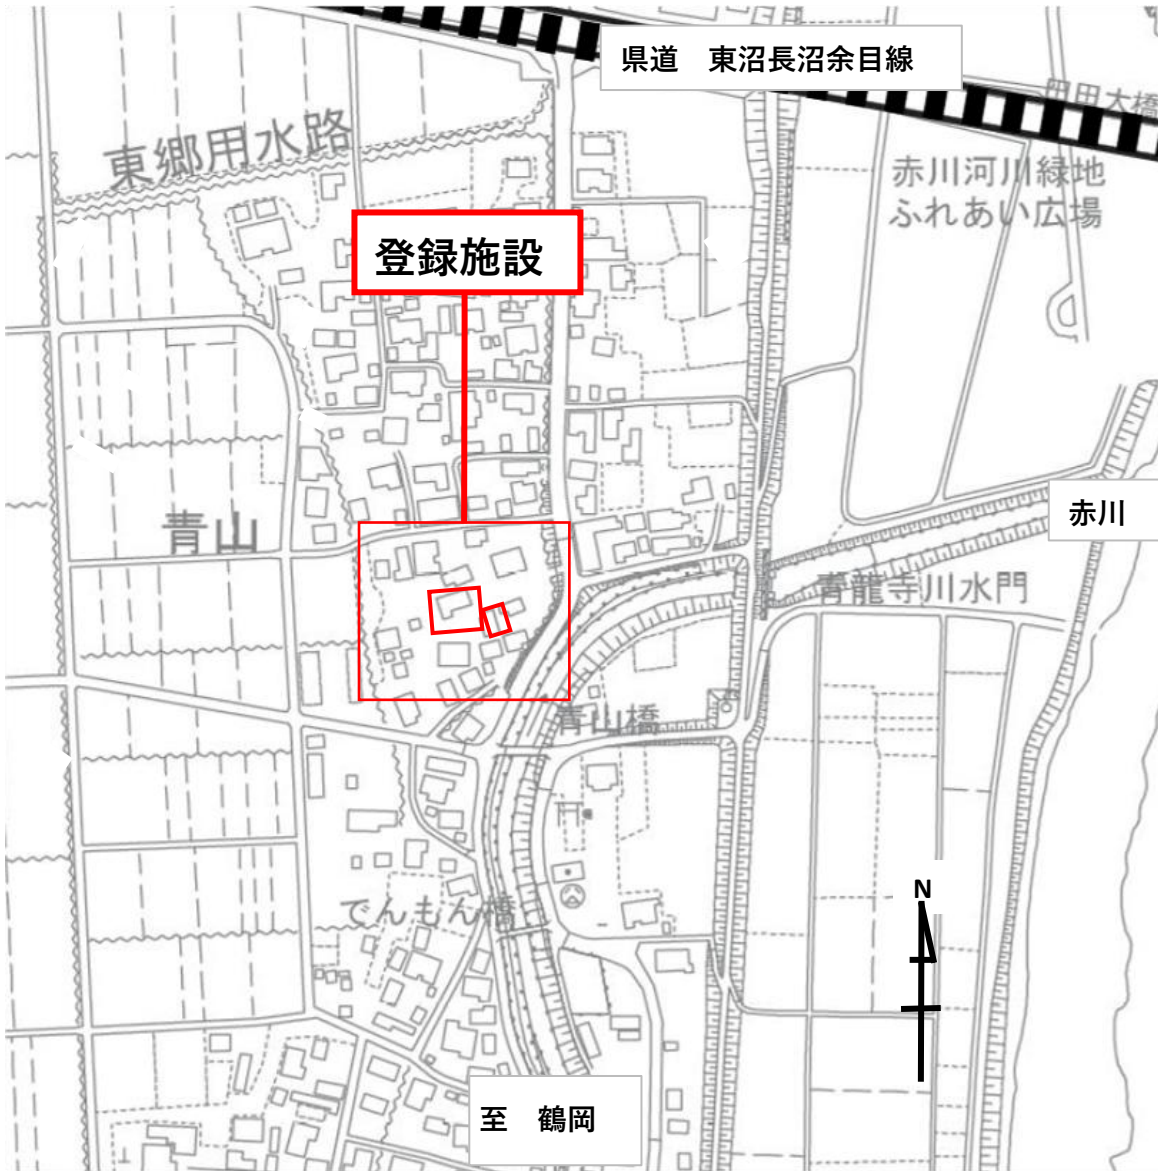 県道　東沼長沼余目線
田大橋
東郷用水路
赤川河川緑地
ふれあい広場
登録施設
赤川
青山
青龍寺川水門
青山橋
でんもん橋
N
至　鶴岡